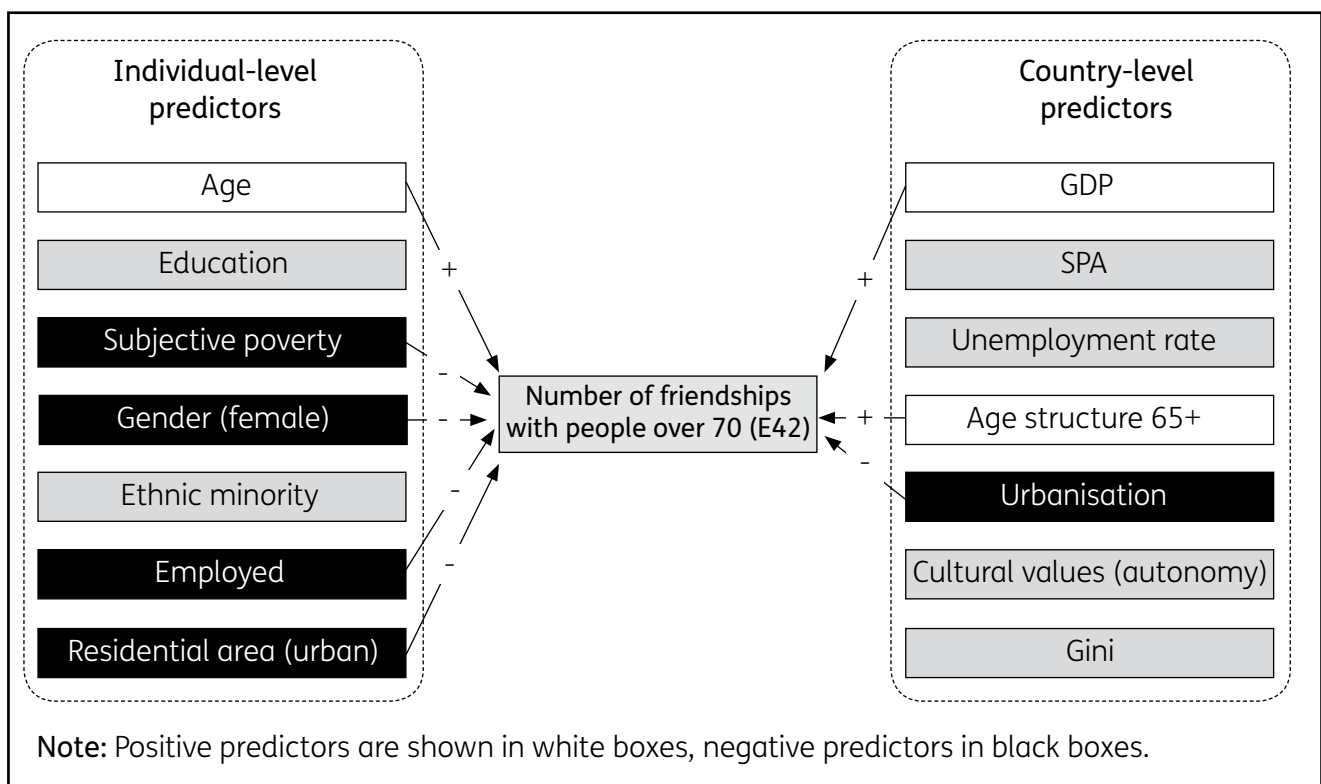 Individual-level
predictors
Age
Education
Subjective poverty
Gender (female)
Ethnic minority
Employed
Residential area (urban)
+
-
-
-
-
Number of friendships
with people over 70 (E42)
+
+
-
Country-level
predictors
GDP
SPA
Unemployment rate
Age structure 65+
Urbanisation
Cultural values (autonomy)
Gini
Note: Positive predictors are shown in white boxes, negative predictors in black boxes.